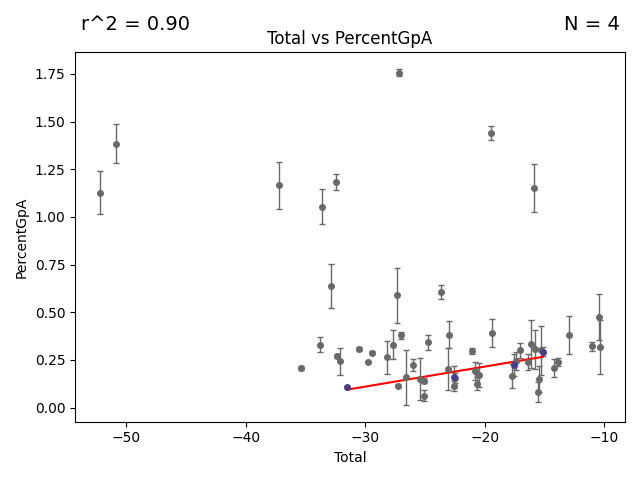 r^2 = 0.90
N = 4
Total vs PercentGpA
1.75
1.50
1.25
1.00
0.75
0.50
0.25
0.00
PercentGpA
−50
−40
−30
−20
−10
Total